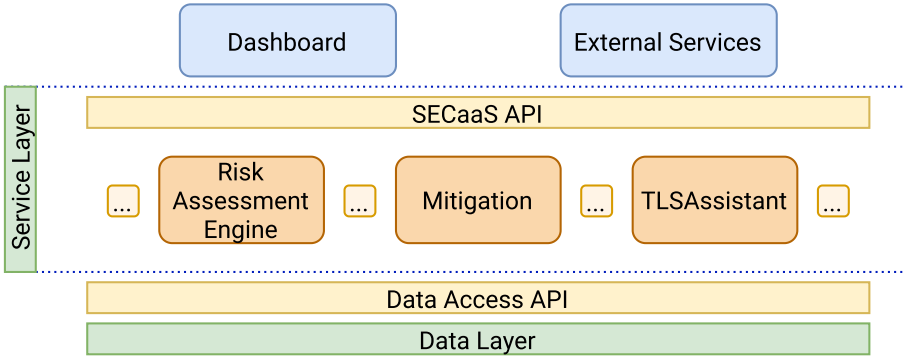 Dashboard
External Services
Service Layer
SECaaS API
...
Risk
Assessment
Engine
...
Mitigation
...
TLSAssistant
...
Data Access API
Data Layer